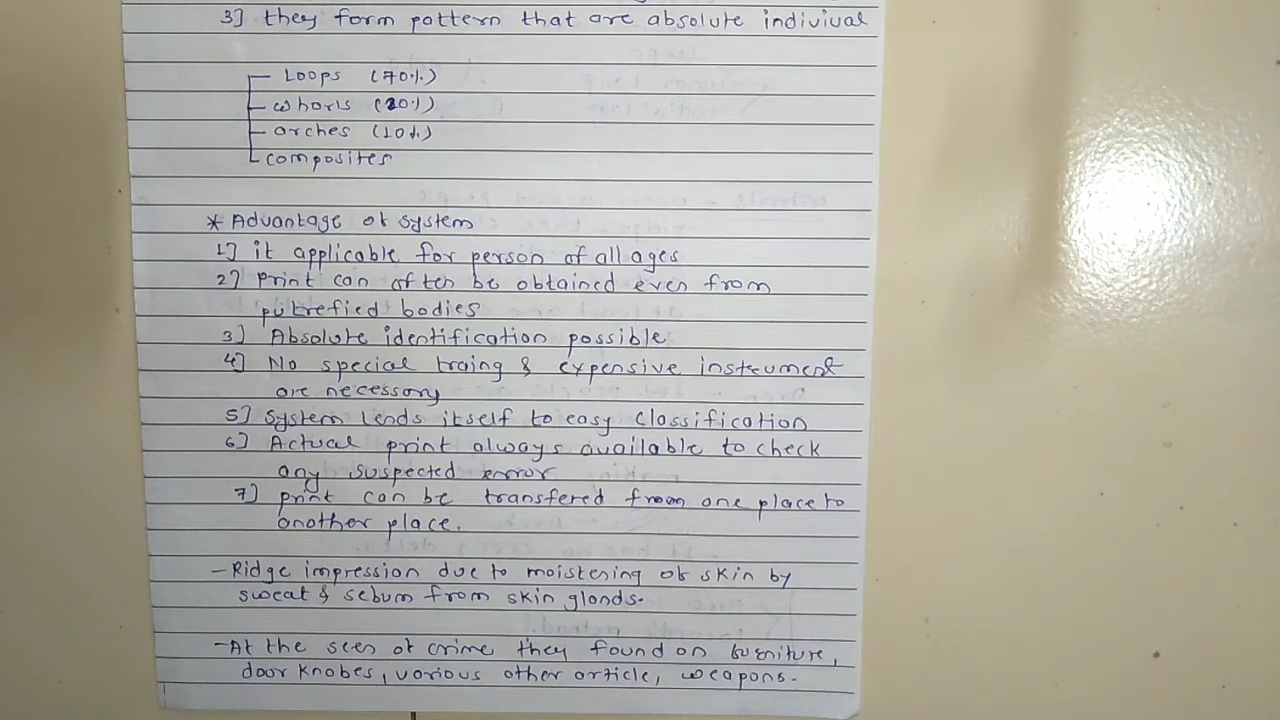 3] they form pattern that are absolute indiviual
Loops (70%)
whorls (20%)
arches (10%)
composites
* Advantage of system
1] it applicable for person of all ages
2] Print can often be obtained even from
putrefied bodies
3] Absolute identification possible
4] No special traing & expensive instrument
are necessory
5] System lends itself to easy classification
6] Actual print always available to check
any suspected error
7] print can be transfered from one place to
another place.
- Ridge impression due to moistening of skin by
sweat & sebum from skin glands.
- At the seen of crime they found on furniture,
door knobes, various other article, weapons.